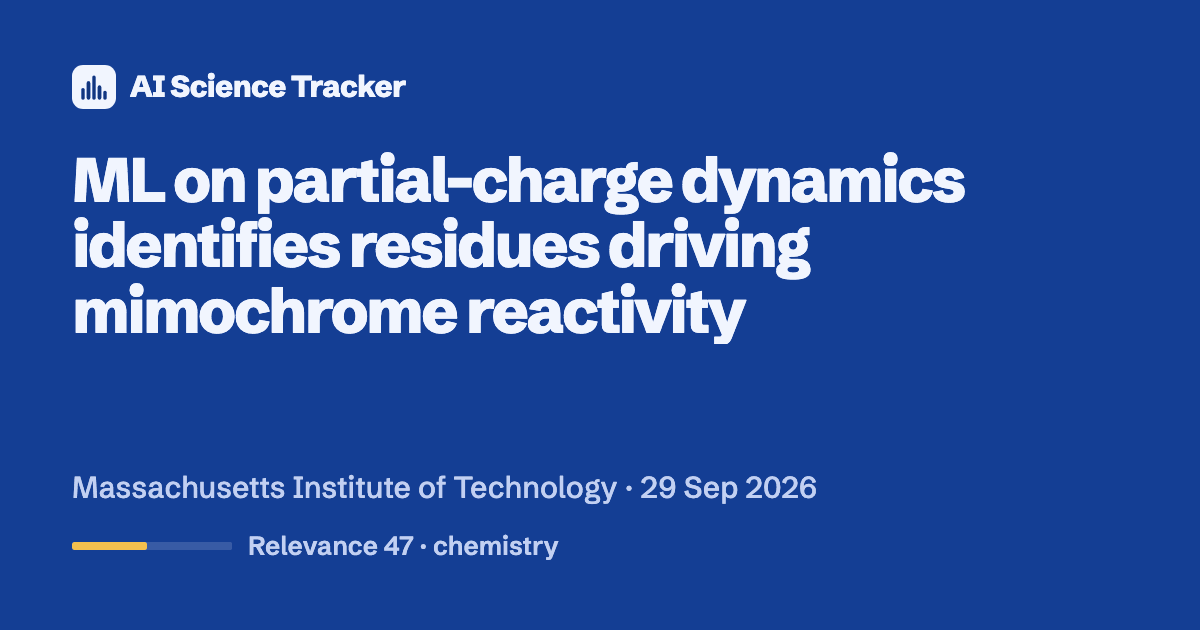 AI Science Tracker
ML on partial-charge dynamics
identifies residues driving
mimochrome reactivity
Massachusetts Institute of Technology · 29 Sep 2026
Relevance 47 · chemistry